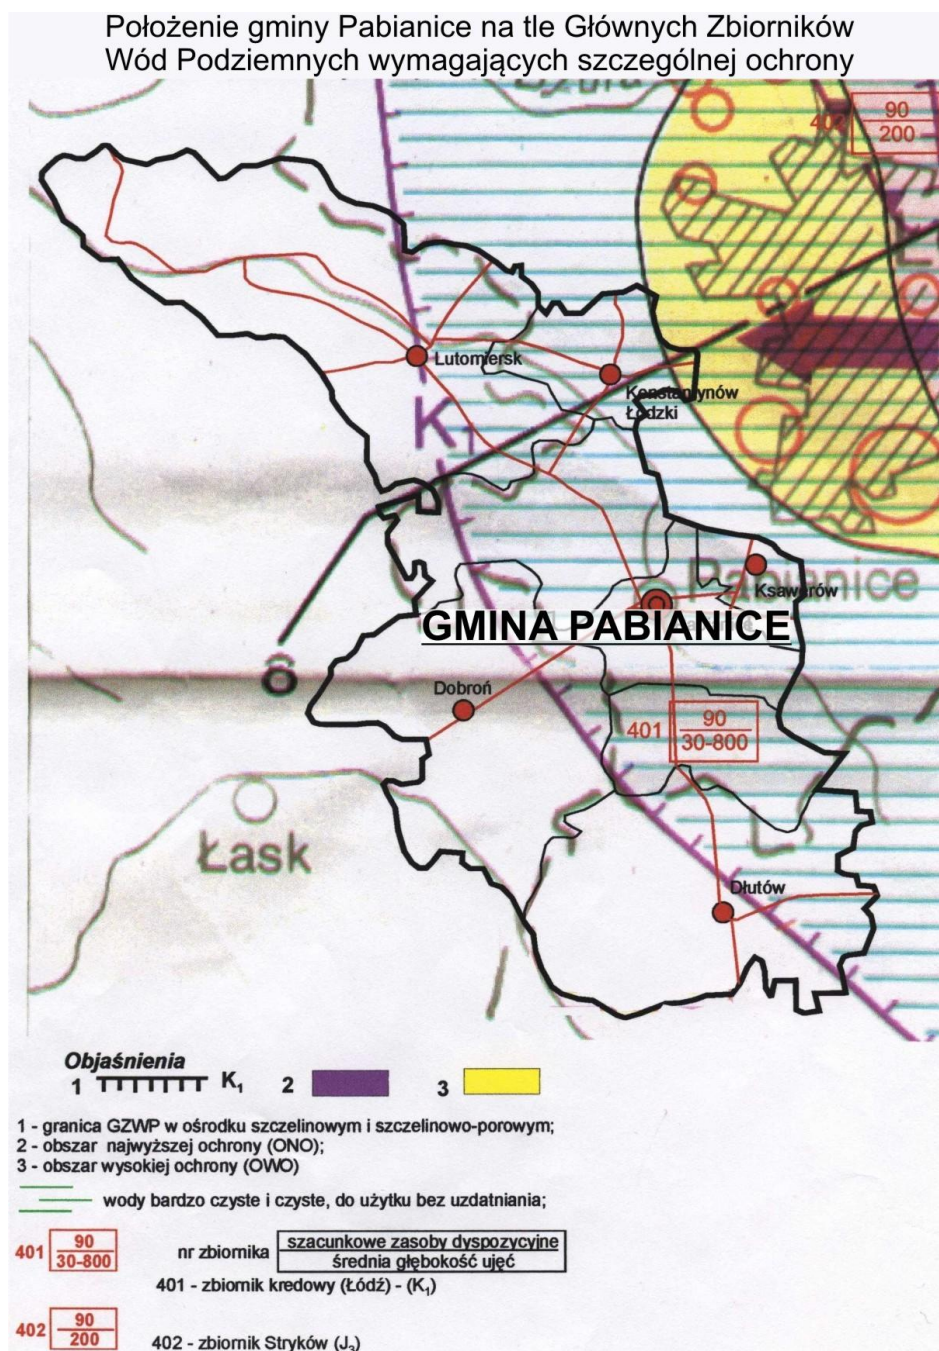 Położenie gminy Pabianice na tle Głównych Zbiorników
Wód Podziemnych wymagających szczególnej ochrony
402
90
200
Lutomiersk
Konstantynów
Łódzki
K1
Pabianice
Ksawerów
GMINA PABIANICE
Dobroń
401
90
30-800
Łask
Dłutów
Objaśnienia
1 K1 2 3
1 - granica GZWP w ośrodku szczelinowym i szczelinowo-porowym;
2 - obszar najwyższej ochrony (ONO);
3 - obszar wysokiej ochrony (OWO)
wody bardzo czyste i czyste, do użytku bez uzdatniania;
401 90 nr zbiornika szacunkowe zasoby dyspozycyjne
30-800 średnia głębokość ujęć
401 - zbiornik kredowy (Łódź) - (K1)
402 90
200 402 - zbiornik Stryków (J3)